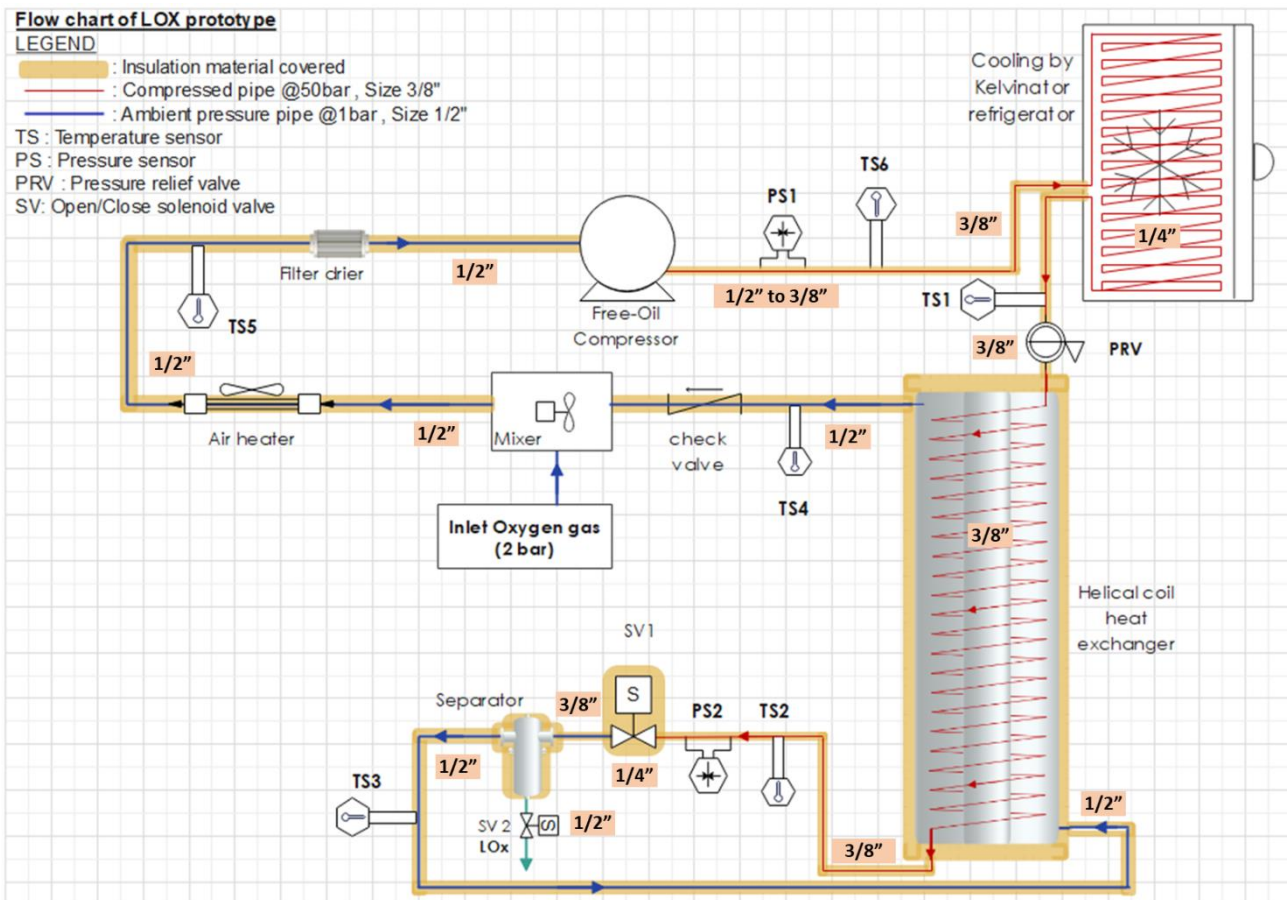 Flow chart of LOX prototype
LEGEND
: Insulation material covered
: Compressed pipe @50bar , Size 3/8"
: Ambient pressure pipe @1bar , Size 1/2"
TS : Temperature sensor
PS : Pressure sensor
PRV : Pressure relief valve
SV: Open/Close solenoid valve
Cooling by
Kelvinator
refrigerator
TS6
PS1
3/8”
1/4”
Filter drier
1/2”
1/2” to 3/8”
TS1
TS5
Free-Oil
Compressor
3/8”
PRV
1/2”
Air heater
1/2”
Mixer
check
valve
1/2”
TS4
Inlet Oxygen gas
(2 bar)
3/8”
Helical coil
heat
exchanger
SV1
S
Separator
3/8”
PS2
TS2
1/2”
1/4”
TS3
1/2”
SV 2
LOx
S
1/2”
3/8”